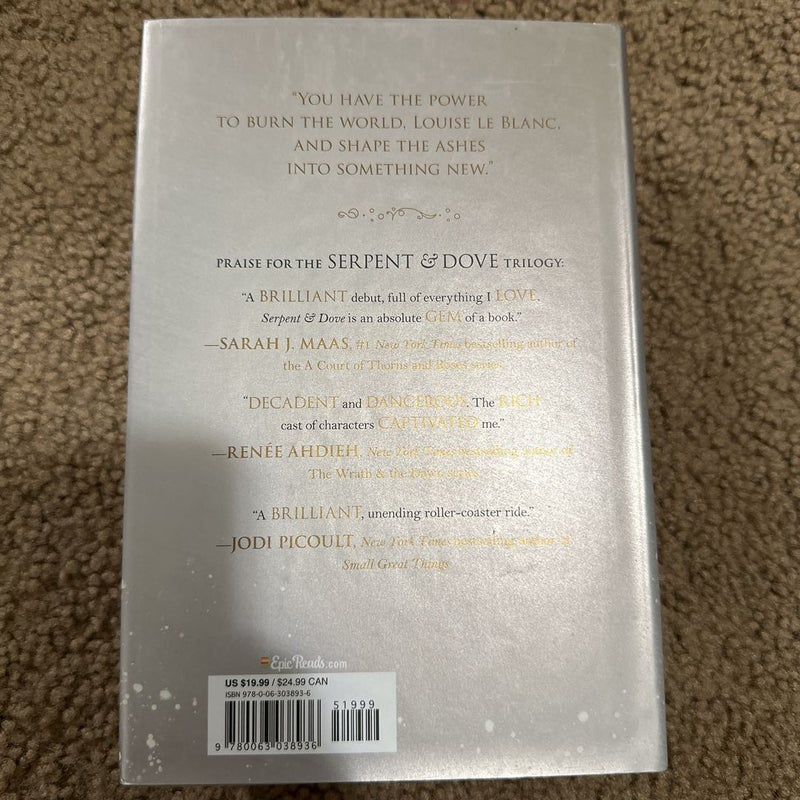 “YOU HAVE THE POWER
TO BURN THE WORLD, LOUISE LE BLANC,
AND SHAPE THE ASHES
INTO SOMETHING NEW.”
PRAISE FOR THE SERPENT & DOVE TRILOGY:
“A BRILLIANT debut, full of everything I LOVE.
Serpent & Dove is an absolute GEM of a book.”
—SARAH J. MAAS, #1 New York Times bestselling author of
the A Court of Thorns and Roses series
“DECADENT and DANGEROUS. The RICH
cast of characters CAPTIVATED me.”
—RENÉE AHDIEH, New York Times bestselling author of
The Wrath & the Dawn series
“A BRILLIANT, unending roller-coaster ride.”
—JODI PICOULT, New York Times bestselling author of
Small Great Things
EpicReads.com
US $19.99 / $24.99 CAN
ISBN 978-0-06-303893-6
51999
9 780063 038936